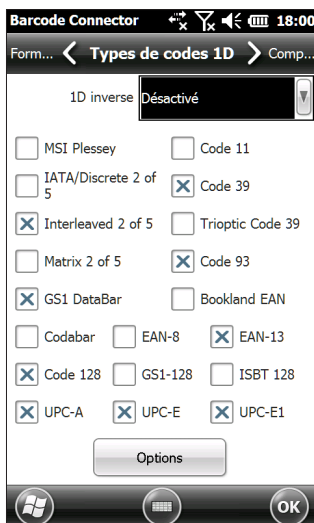 Barcode Connector 18:00
Form... Types de codes 1D Comp...
1D inverse Désactivé
MSI Plessey Code 11
IATA/Discrete 2 of
5 Code 39
Interleaved 2 of 5 Trioptic Code 39
Matrix 2 of 5 Code 93
GS1 DataBar Bookland EAN
Codabar EAN-8 EAN-13
Code 128 GS1-128 ISBT 128
UPC-A UPC-E UPC-E1
Options
OK